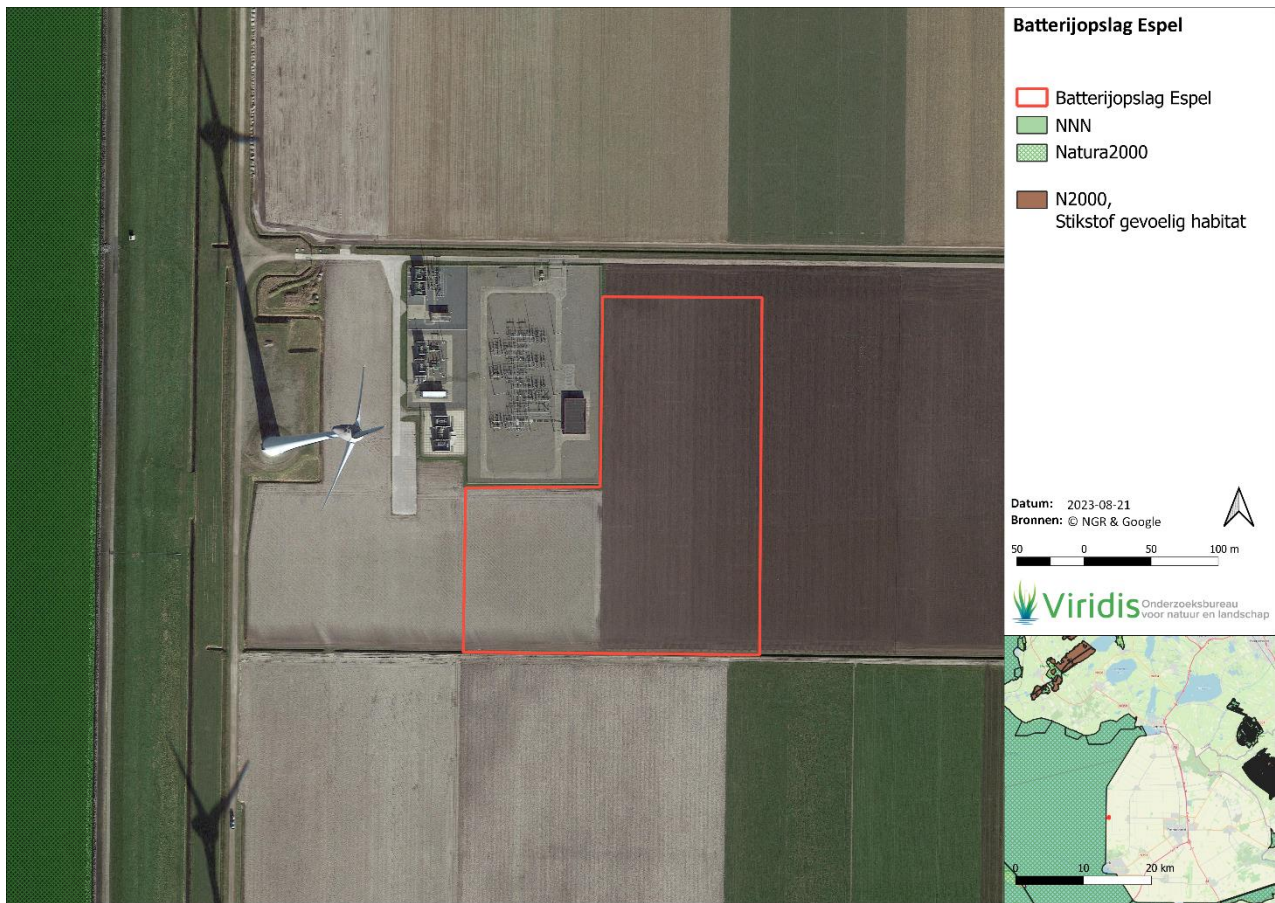 Batterijopslag Espel
Batterijopslag Espel
NNN
Natura2000
N2000,
Stikstof gevoelig habitat
Datum: 2023-08-21
Bronnen: © NGR & Google
50 0 50 100 m
Viridis Onderzoeksbureau
voor natuur en landschap
0 10 20 km